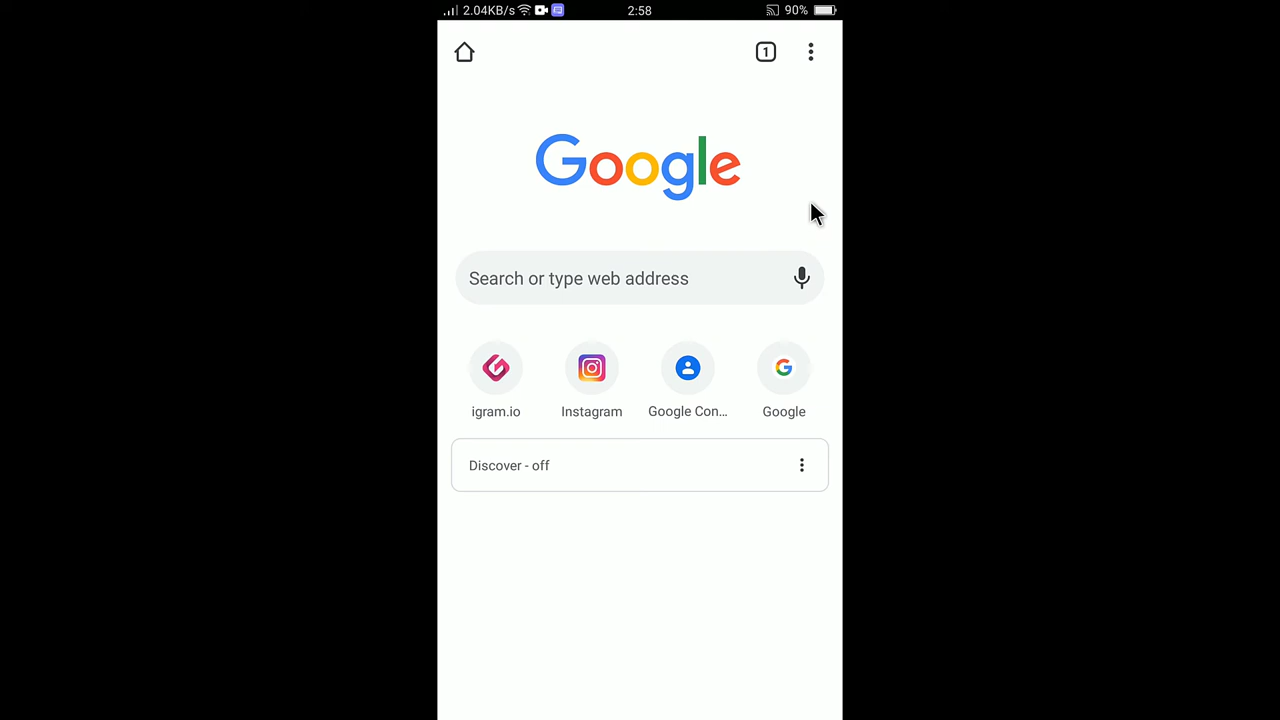 2.04KB/s 2:58 90%
1
Google
Search or type web address
igram.io Instagram Google Con... Google
Discover - off